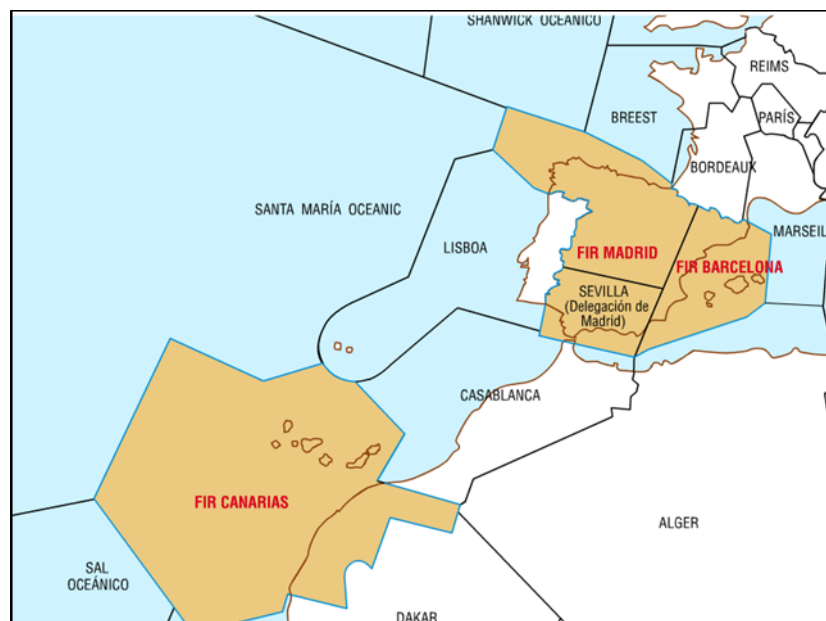 SHANWICK OCEÁNICO
REIMS
BREEST
PARÍS
BORDEAUX
SANTA MARÍA OCEANIC
LISBOA
FIR MADRID
MARSEIL
FIR BARCELONA
SEVILLA
(Delegación de
Madrid)
CASABLANCA
FIR CANARIAS
ALGER
SAL
OCEÁNICO
DAKAR